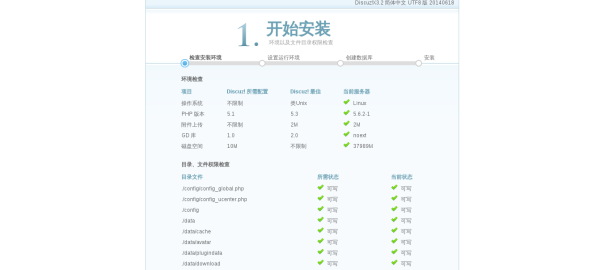 Discuz!X3.2 简体中文 UTF8 版 20140618
1. 开始安装
环境以及文件目录权限检查
检查安装环境 设置运行环境 创建数据库 安装
环境检查
项目 Discuz! 所需配置 Discuz! 最佳 当前服务器
操作系统 不限制 类Unix Linux
PHP 版本 5.1 5.3 5.6.2-1
附件上传 不限制 2M 2M
GD 库 1.0 2.0 noext
磁盘空间 10M 不限制
目录、文件权限检查
目录文件 所需状态 当前状态
./config/config_global.php 可写 可写
./config/config_ucenter.php 可写 可写
./config 可写 可写
./data 可写 可写
./data/cache 可写 可写
./data/avatar 可写 可写
./data/plugindata 可写 可写
./data/download 可写 可写